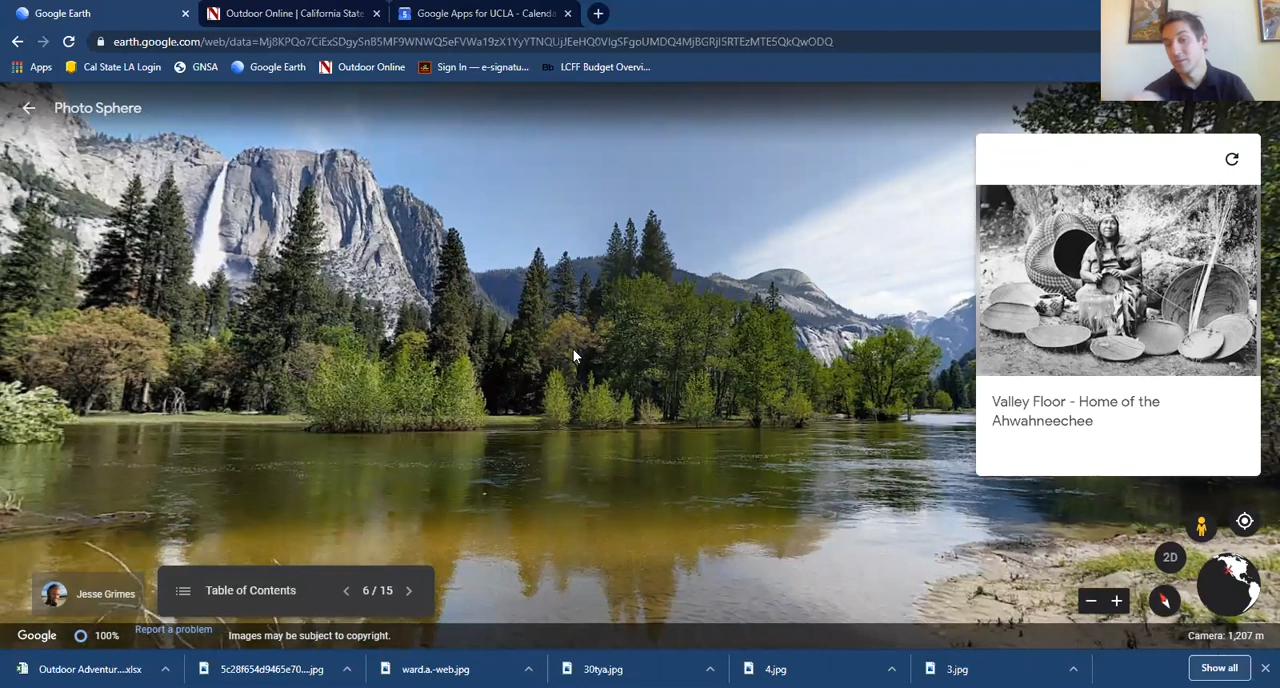 Google Earth
Outdoor Online | California State
Google Apps for UCLA - Calenda
earth.google.com
Apps
Cal State LA Login
GNSA
Google Earth
Outdoor Online
Sign In — e-signatu...
Bb
LCFF Budget Overvi...
Photo Sphere
Valley Floor - Home of the
Ahwahneechee
2D
Jesse Grimes
Table of Contents
6 / 15
Google
100%
Report a problem
Images may be subject to copyright.
Camera: 1,207 m
Outdoor Adventur....xlsx
5c28f654d9465e70....jpg
ward.a.-web.jpg
30tya.jpg
4.jpg
3.jpg
Show all